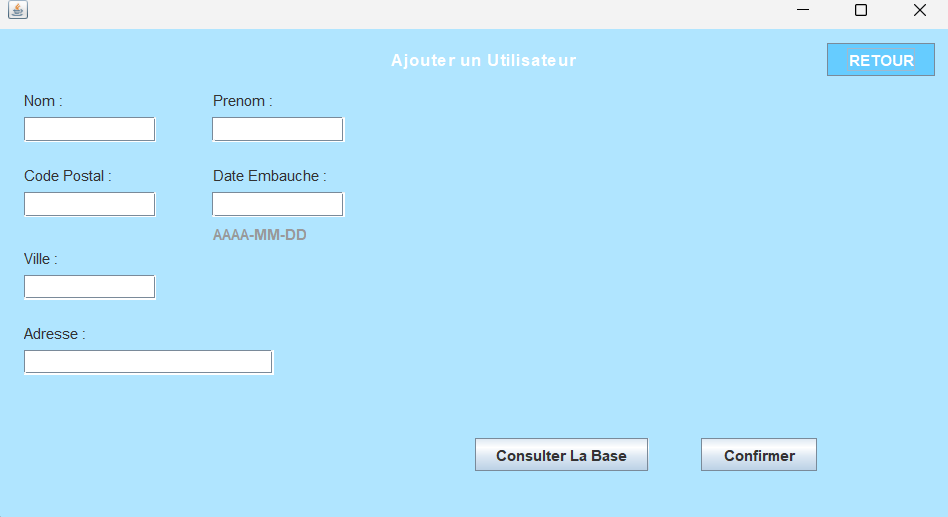 Ajouter un Utilisateur
RETOUR
Nom :
Prenom :
Code Postal :
Date Embauche :
AAAA-MM-DD
Ville :
Adresse :
Consulter La Base
Confirmer